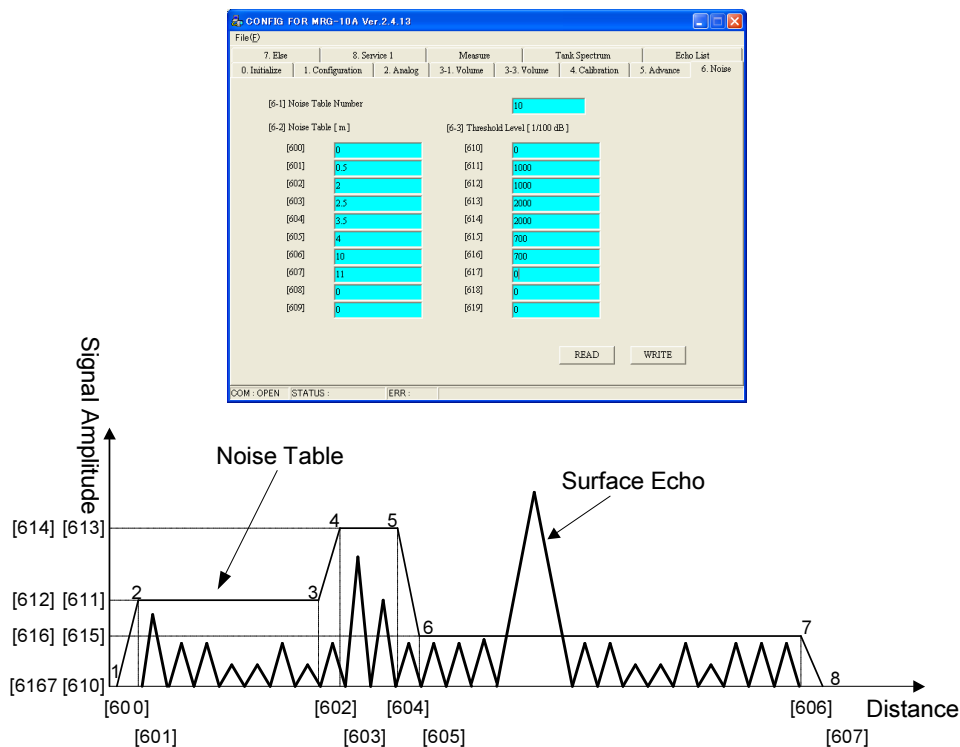 CONFIG FOR MRG-10A Ver.2.4.13
File(F)
7. Else 8. Service 1 Measure Tank Spectrum Echo List
0. Initialize 1. Configuration 2. Analog 3-1. Volume 3-3. Volume 4. Calibration 5. Advance 6. Noise
[6-1] Noise Table Number 10
[6-2] Noise Table [ m ] [6-3] Threshold Level [ 1/100 dB ]
[600] 0 [610] 0
[601] 0.5 [611] 1000
[602] 2 [612] 1000
[603] 2.5 [613] 2000
[604] 3.5 [614] 2000
[605] 4 [615] 700
[606] 10 [616] 700
[607] 11 [617] 0
[608] 0 [618] 0
[609] 0 [619] 0
READ WRITE
COM : OPEN STATUS : ERR :
Signal Amplitude
Noise Table
Surface Echo
[614] [613] 4 5
[612] [611] 2 3
[616] [615] 6 7
[6167 [610] 1 8
[600] [602] [604] [606] Distance
[601] [603] [605] [607]